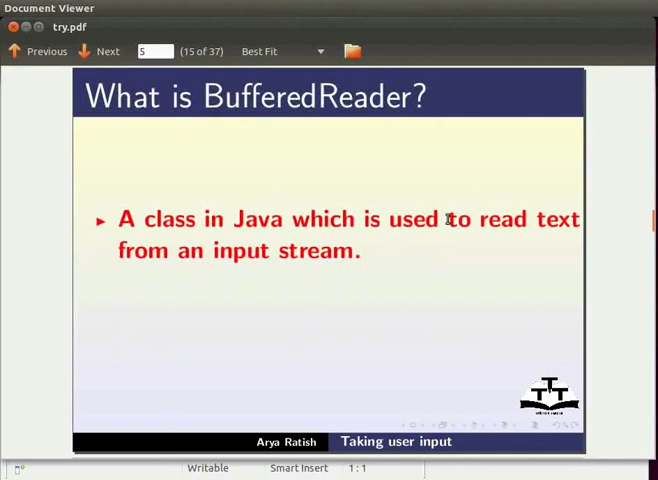 Document Viewer
try.pdf
Previous Next 5 (15 of 37) Best Fit
What is BufferedReader?
A class in Java which is used to read text
from an input stream.
Arya Ratish Taking user input
Writable Smart Insert 1 : 1